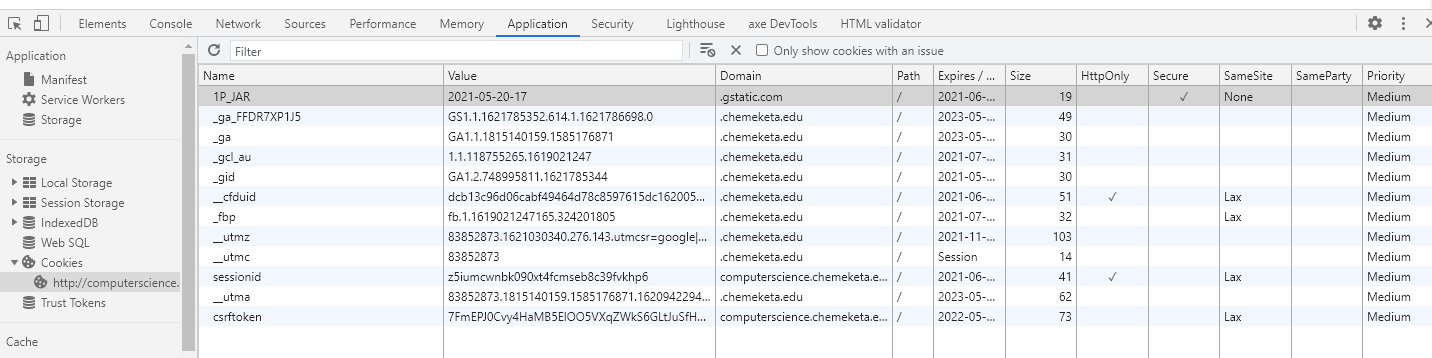 Elements Console Network Sources Performance Memory Application Security Lighthouse axe DevTools HTML validator
Application
Manifest
Service Workers
Storage
Storage
Local Storage
Session Storage
IndexedDB
Web SQL
Cookies
http://computerscience.
Trust Tokens
Cache
Filter Only show cookies with an issue
Name Value Domain Path Expires / ... Size HttpOnly Secure SameSite SameParty Priority
1P_JAR 2021-05-20-17 .gstatic.com / 2021-06-... 19 ✓ None Medium
_ga_FFDR7XP1J5 GS1.1.1621785352.614.1.1621786698.0 .chemeketa.edu / 2023-05-... 49 Medium
_ga GA1.1.1815140159.1585176871 .chemeketa.edu / 2023-05-... 30 Medium
_gcl_au 1.1.118755265.1619021247 .chemeketa.edu / 2021-07-... 31 Medium
_gid GA1.2.748995811.1621785344 .chemeketa.edu / 2021-05-... 30 Medium
__cfduid dcb13c96d06cabf49464d78c8597615dc162005... .chemeketa.edu / 2021-06-... 51 ✓ Lax Medium
_fbp fb.1.1619021247165.324201805 .chemeketa.edu / 2021-07-... 32 Lax Medium
__utmz 83852873.1621030340.276.143.utmcsr=google|... .chemeketa.edu / 2021-11-... 103 Medium
__utmc 83852873 .chemeketa.edu / Session 14 Medium
sessionid z5iumcwnbk090xt4fcmseb8c39fvkhp6 computerscience.chemeketa.e... / 2021-06-... 41 ✓ Lax Medium
__utma 83852873.1815140159.1585176871.1620942294... .chemeketa.edu / 2023-05-... 62 Medium
csrftoken 7FmEPJ0Cvy4HaMB5EIOO5VXqZWkS6GLtJuSfH... computerscience.chemeketa.e... / 2022-05-... 73 Lax Medium